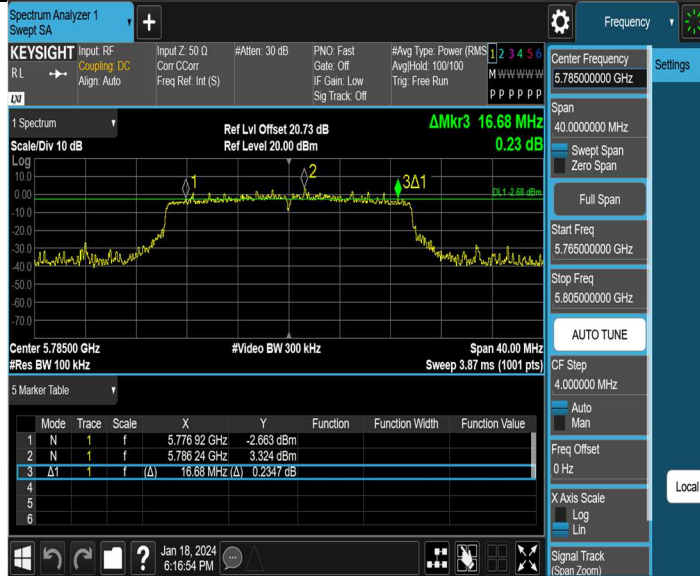 Spectrum Analyzer 1
Swept SA
+
Frequency
KEYSIGHT
RL
LXI
Input: RF
Coupling: DC
Align: Auto
Input Z: 50 Ω
Corr CCorr
Freq Ref: Int (S)
#Atten: 30 dB
PNO: Fast
Gate: Off
IF Gain: Low
Sig Track: Off
#Avg Type: Power (RMS
Avg|Hold: 100/100
Trig: Free Run
1 2 3 4 5 6
M W W W W W
P P P P P P
1 Spectrum
Scale/Div 10 dB
Ref Lvl Offset 20.73 dB
Ref Level 20.00 dBm
ΔMkr3 16.68 MHz
0.23 dB
Log
10.0
0.00
-10.0
-20.0
-30.0
-40.0
-50.0
-60.0
-70.0
1
2
3Δ1
DL1 -2.68 dBm
Center 5.78500 GHz
#Res BW 100 kHz
#Video BW 300 kHz
Span 40.00 MHz
Sweep 3.87 ms (1001 pts)
5 Marker Table
Mode Trace Scale X Y Function Function Width Function Value
1 N 1 f 5.776 92 GHz -2.663 dBm
2 N 1 f 5.786 24 GHz 3.324 dBm
3 Δ1 1 f (Δ) 16.68 MHz (Δ) 0.2347 dB
4
5
6
?
Jan 18, 2024
6:16:54 PM
Center Frequency
5.785000000 GHz
Span
40.0000000 MHz
Swept Span
Zero Span
Full Span
Start Freq
5.765000000 GHz
Stop Freq
5.805000000 GHz
AUTO TUNE
CF Step
4.000000 MHz
Auto
Man
Freq Offset
0 Hz
X Axis Scale
Log
Lin
Signal Track
(Span Zoom)
Settings
Local